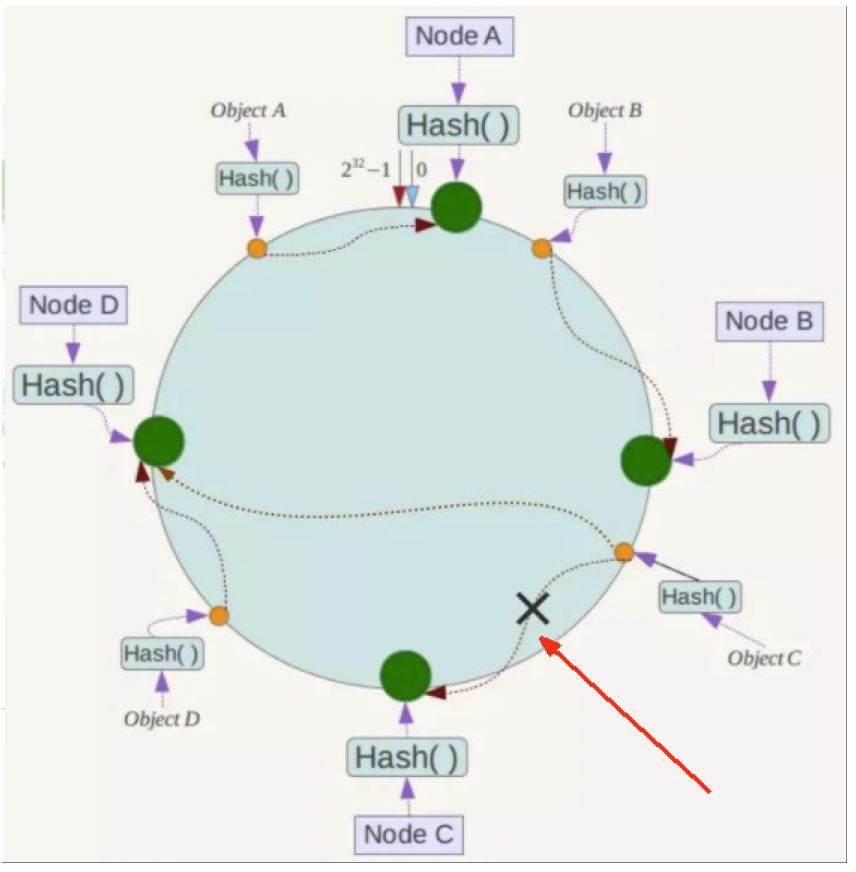 Node A
Hash( )
Object A
Hash( )
Object B
Hash( )
2^32−1
0
Node D
Hash( )
Node B
Hash( )
Hash( )
Object C
Hash( )
Object D
Hash( )
Node C